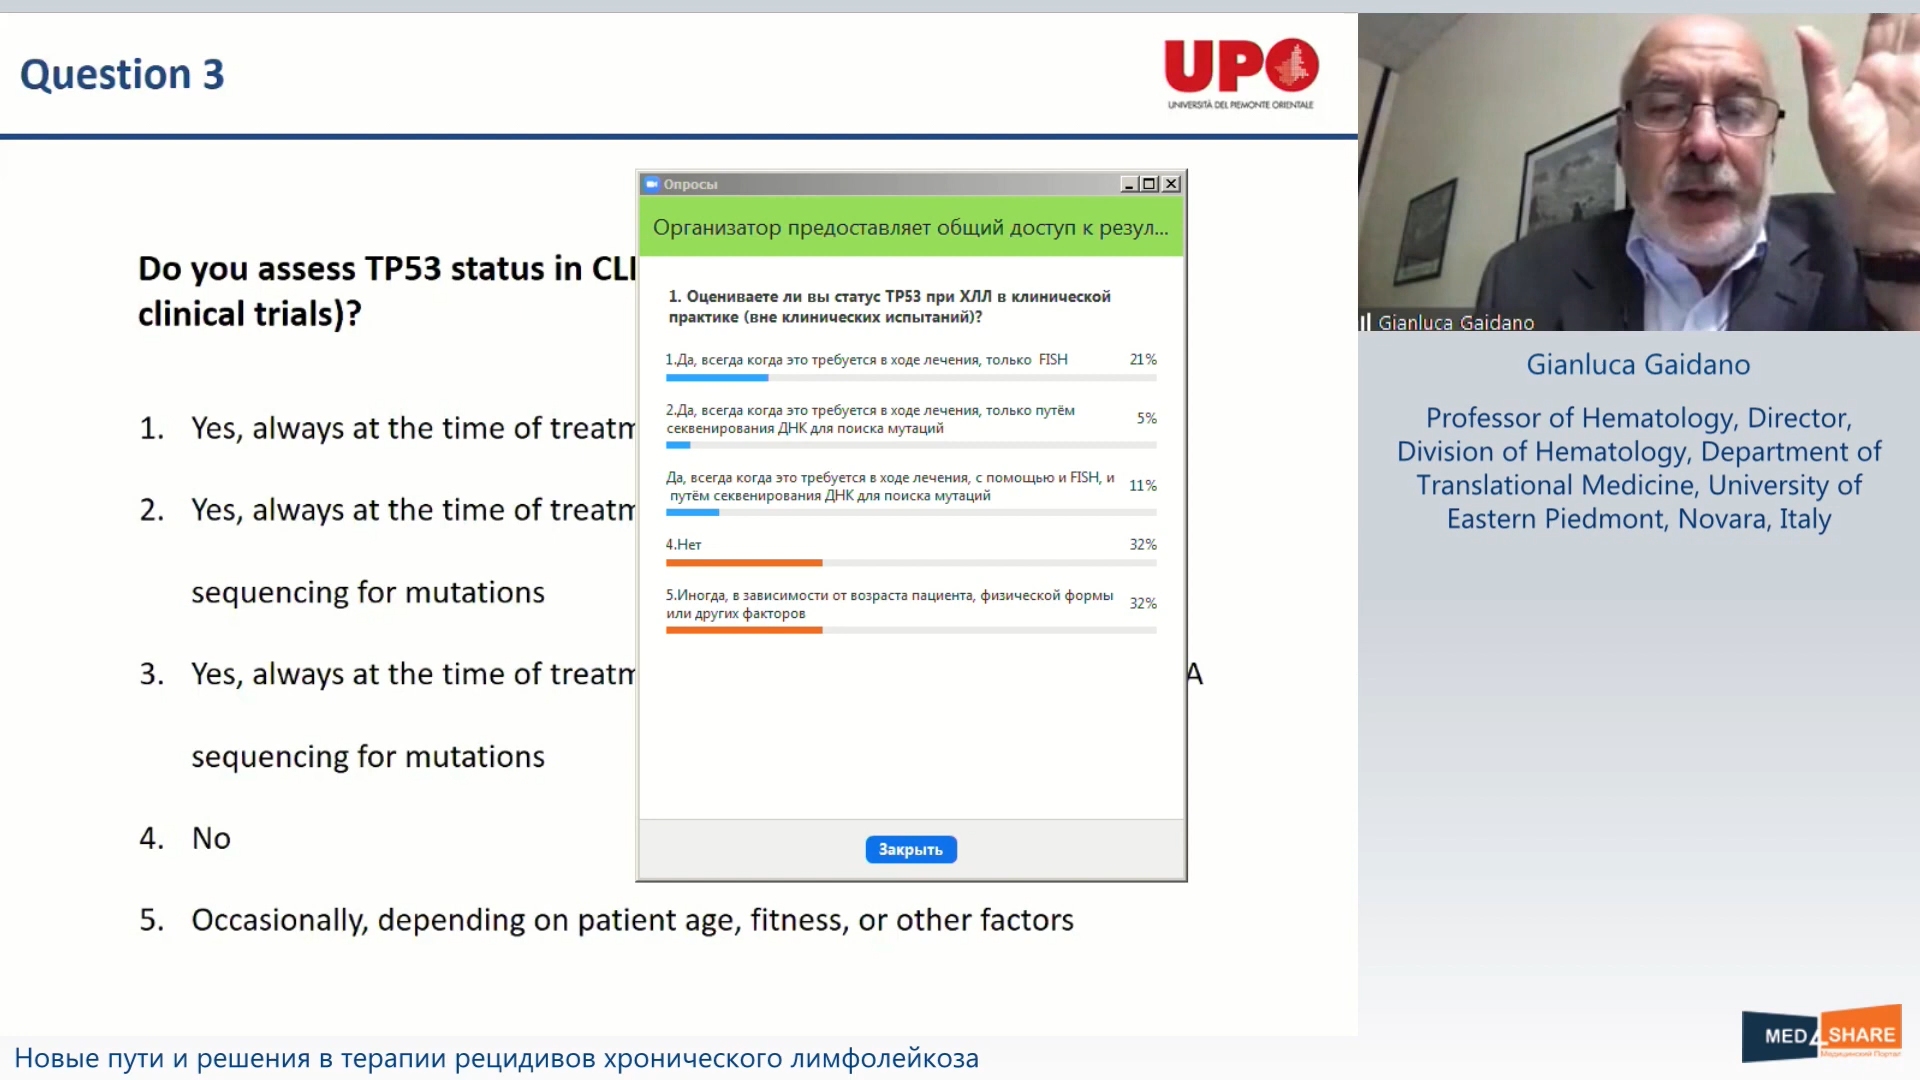 Question 3
UPO
UNIVERSITÀ DEL PIEMONTE ORIENTALE
Do you assess TP53 status in CLL
clinical trials)?
1. Yes, always at the time of treatm
2. Yes, always at the time of treatm
sequencing for mutations
3. Yes, always at the time of treatm
A
sequencing for mutations
4. No
5. Occasionally, depending on patient age, fitness, or other factors
Опросы
Организатор предоставляет общий доступ к резул...
1. Оцениваете ли вы статус TP53 при ХЛЛ в клинической
практике (вне клинических испытаний)?
1.Да, всегда когда это требуется в ходе лечения, только FISH 21%
2.Да, всегда когда это требуется в ходе лечения, только путём
секвенирования ДНК для поиска мутаций 5%
Да, всегда когда это требуется в ходе лечения, с помощью и FISH, и
путём секвенирования ДНК для поиска мутаций 11%
4.Нет 32%
5.Иногда, в зависимости от возраста пациента, физической формы
или других факторов 32%
Закрыть
Gianluca Gaidano
Gianluca Gaidano
Professor of Hematology, Director,
Division of Hematology, Department of
Translational Medicine, University of
Eastern Piedmont, Novara, Italy
MED4SHARE
Медицинский Портал
Новые пути и решения в терапии рецидивов хронического лимфолейкоза